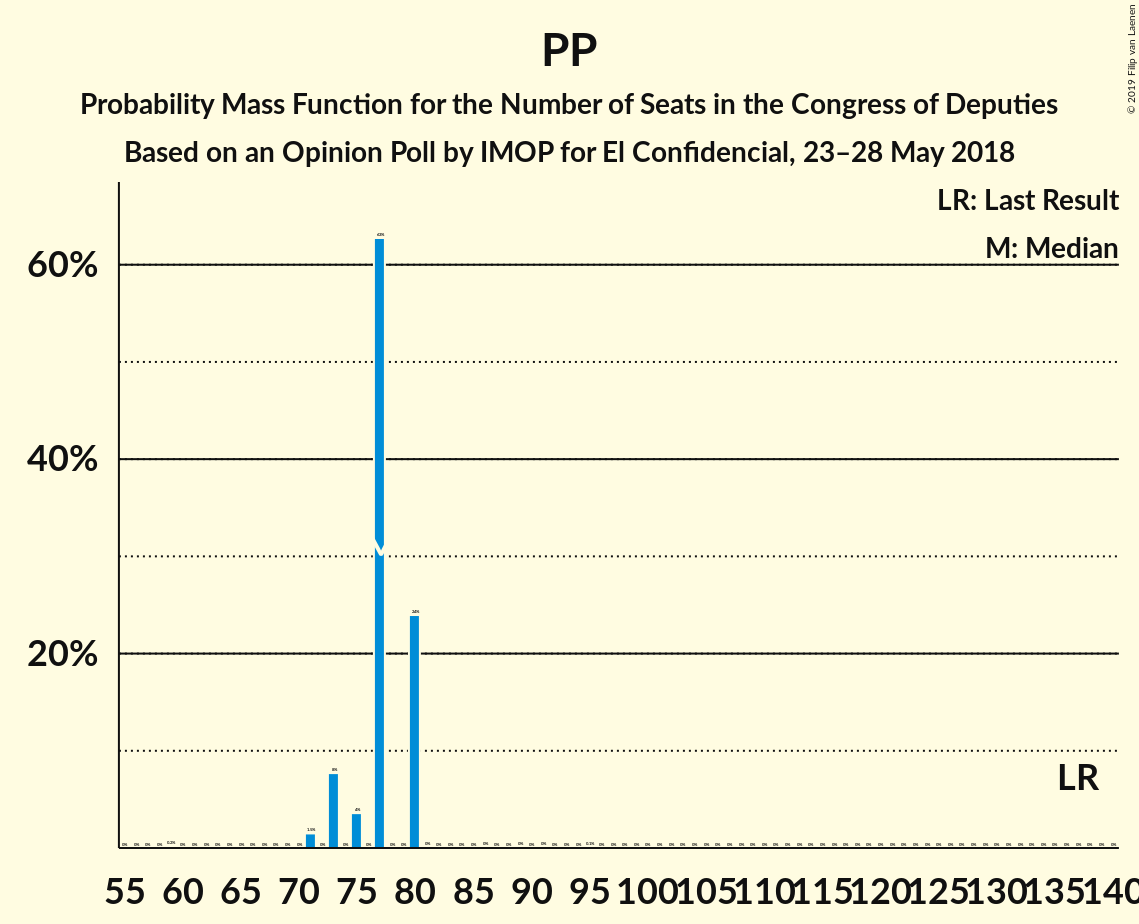 PP
Probability Mass Function for the Number of Seats in the Congress of Deputies
Based on an Opinion Poll by IMOP for El Confidencial, 23–28 May 2018
© 2019 Filip van Laenen
LR: Last Result
M: Median
60%
40%
20%
LR
55 60 65 70 75 80 85 90 95 100 105 110 115 120 125 130 135 140